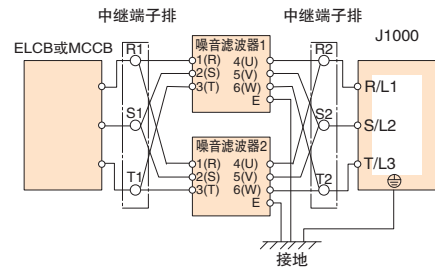 中继端子排
中继端子排
ELCB或MCCB
R1
噪音滤波器1
R2
J1000
1(R) 4(U)
2(S) 5(V)
3(T) 6(W)
E
R/L1
S1
S2
S/L2
噪音滤波器2
1(R) 4(U)
2(S) 5(V)
3(T) 6(W)
E
T1
T2
T/L3
接地